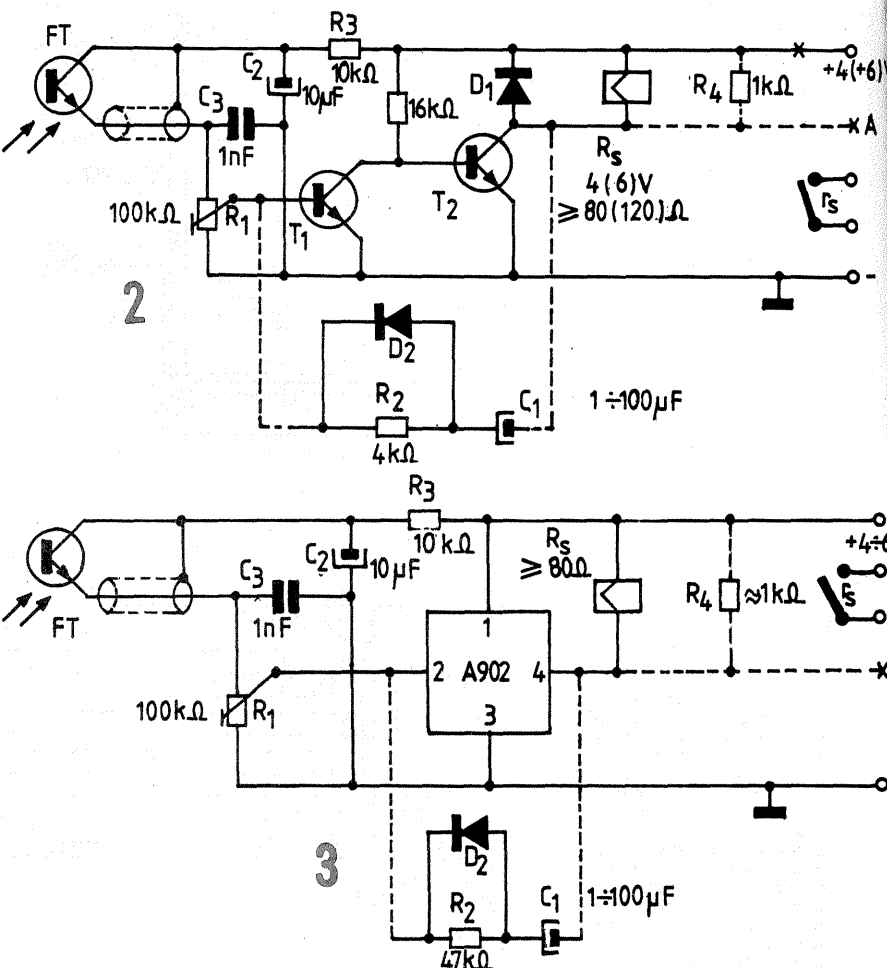 FT
R3
10kΩ
C2
10μF
C3
1nF
16kΩ
D1
R4
1kΩ
+4(+6)V
A
Rs
4(6)V
≥80(120)Ω
rs
100kΩ
R1
T1
T2
-
2
D2
R2
4kΩ
C1
1÷100μF
R3
10kΩ
C2
10μF
C3
1nF
FT
Rs
≥80Ω
R4
≈1kΩ
+4÷6
rs
1
2
A902
4
3
100kΩ
R1
3
D2
R2
47kΩ
C1
1÷100μF